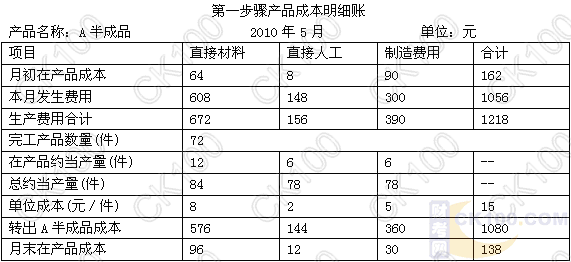 第一步骤产品成本明细账
产品名称：A半成品 2010年5月 单位：元
项目 直接材料 直接人工 制造费用 合计
月初在产品成本 64 8 90 162
本月发生费用 608 148 300 1056
生产费用合计 672 156 390 1218
完工产品数量(件) 72
在产品约当产量(件) 12 6 6 --
总约当产量(件) 84 78 78 --
单位成本(元/件) 8 2 5 15
转出A半成品成本 576 144 360 1080
月末在产品成本 96 12 30 138